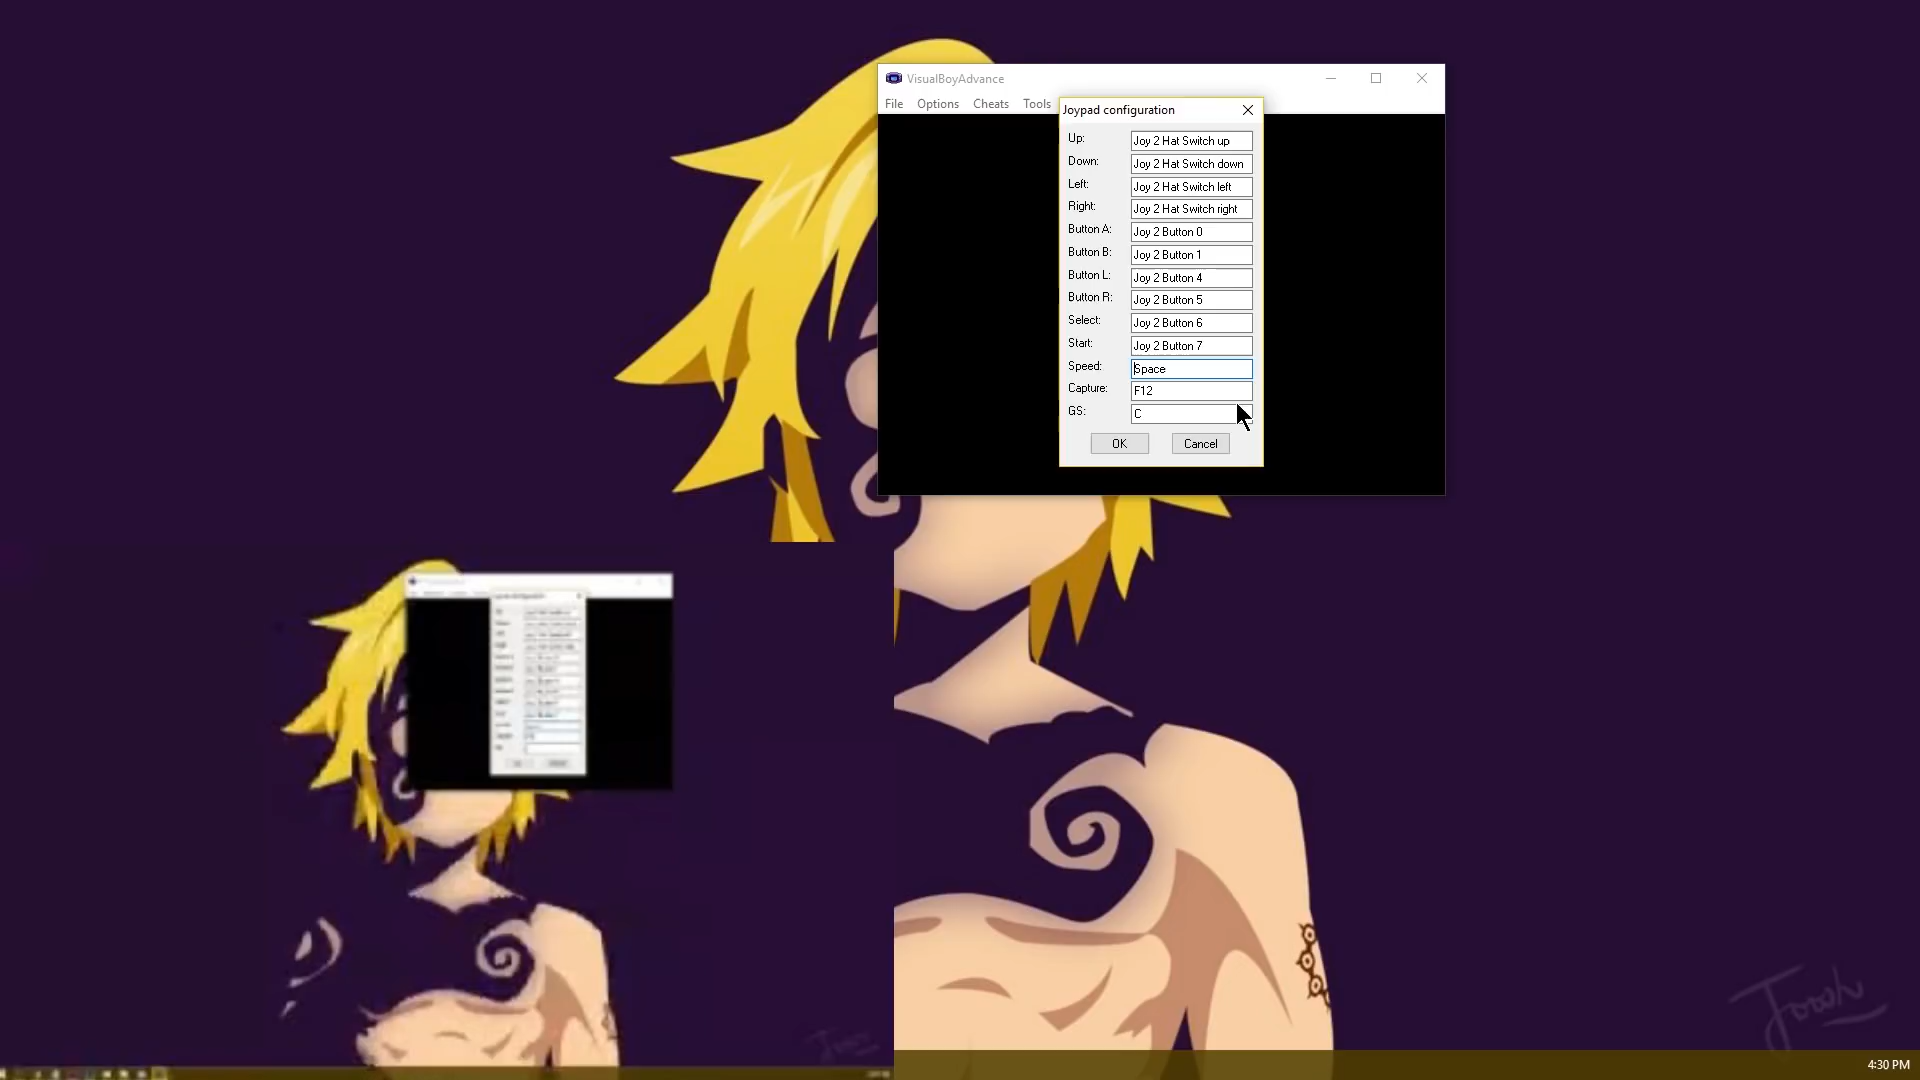 VisualBoyAdvance
File Options Cheats Tools
Joypad configuration
Up: Joy 2 Hat Switch up
Down: Joy 2 Hat Switch down
Left: Joy 2 Hat Switch left
Right: Joy 2 Hat Switch right
Button A: Joy 2 Button 0
Button B: Joy 2 Button 1
Button L: Joy 2 Button 4
Button R: Joy 2 Button 5
Select: Joy 2 Button 6
Start: Joy 2 Button 7
Speed: Space
Capture: F12
GS: C
OK Cancel
4:30 PM